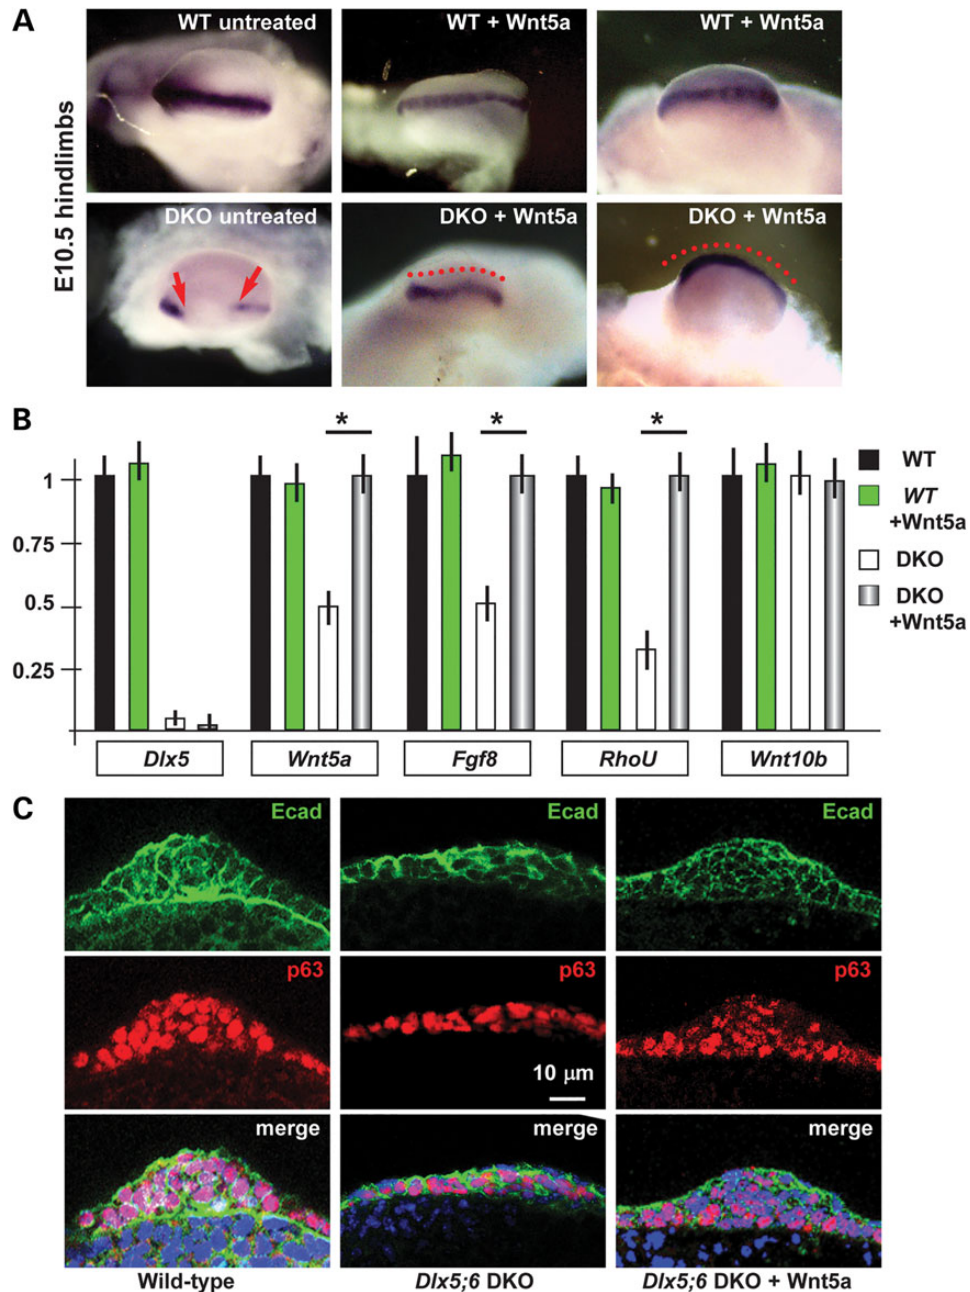 A
WT untreated
WT + Wnt5a
WT + Wnt5a
E10.5 hindlimbs
DKO untreated
DKO + Wnt5a
DKO + Wnt5a
B
* * *
1
0.75
0.5
0.25
WT
WT
+Wnt5a
DKO
DKO
+Wnt5a
Dlx5
Wnt5a
Fgf8
RhoU
Wnt10b
C
Ecad
Ecad
Ecad
p63
p63
p63
10 μm
merge
merge
merge
Wild-type
Dlx5;6 DKO
Dlx5;6 DKO + Wnt5a